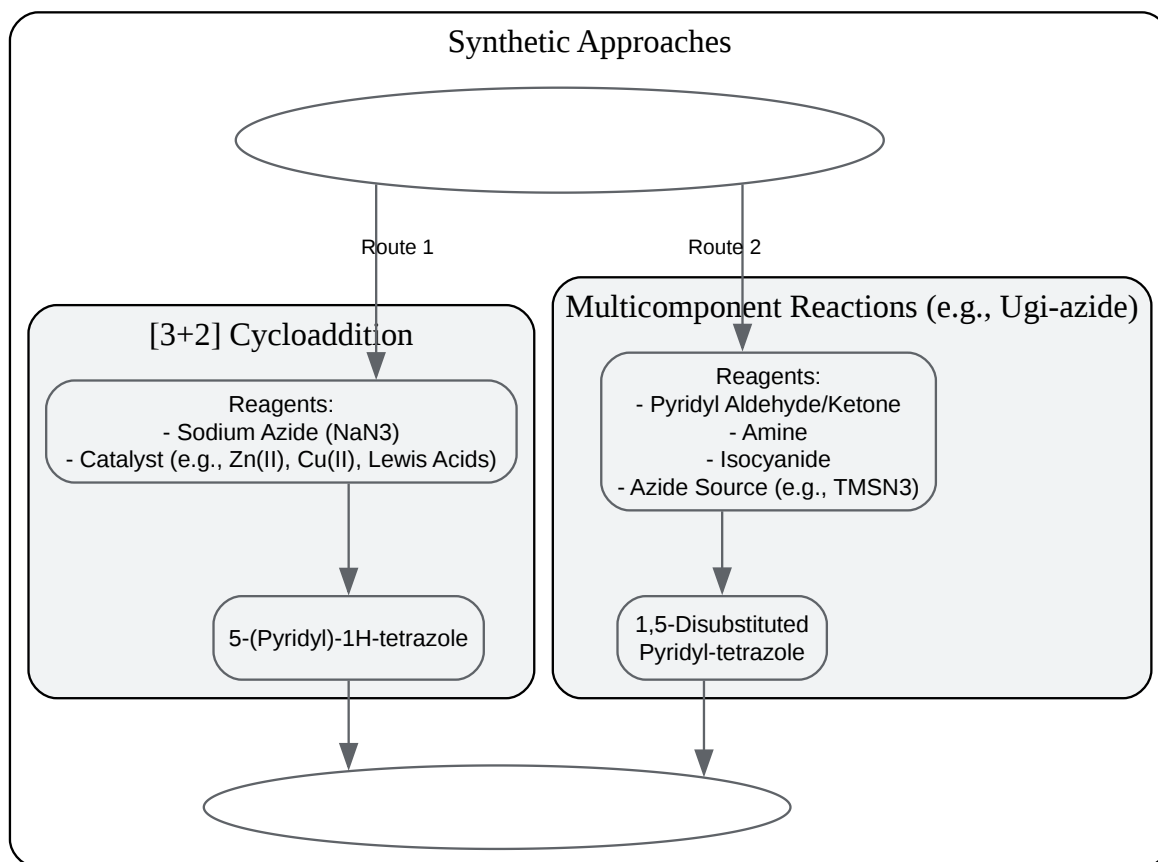 Synthetic Approaches
Route 1
Route 2
[3+2] Cycloaddition
Reagents:
- Sodium Azide (NaN3)
- Catalyst (e.g., Zn(II), Cu(II), Lewis Acids)
5-(Pyridyl)-1H-tetrazole
Multicomponent Reactions (e.g., Ugi-azide)
Reagents:
- Pyridyl Aldehyde/Ketone
- Amine
- Isocyanide
- Azide Source (e.g., TMSN3)
1,5-Disubstituted
Pyridyl-tetrazole